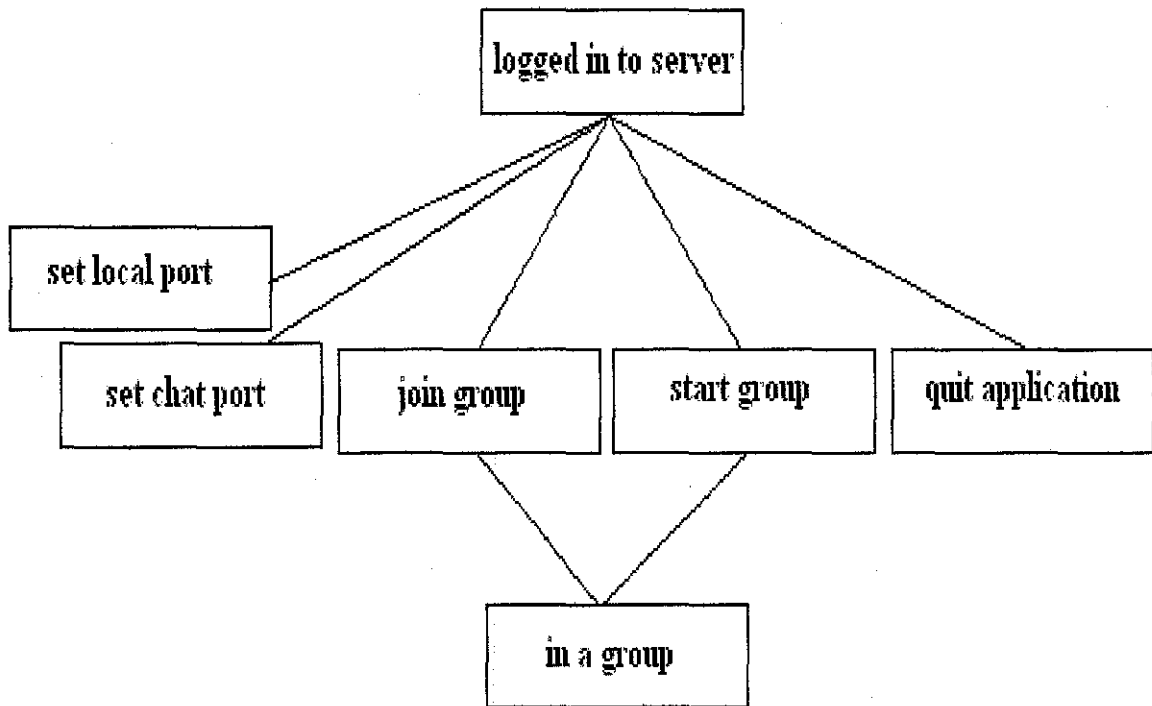 logged in to server
set local port
set chat port
join group
start group
quit application
in a group